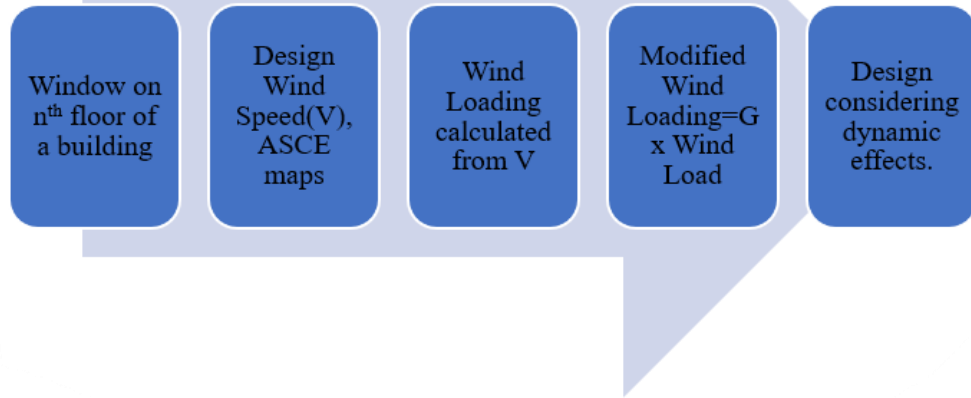 Window on
nth floor of
a building
Design
Wind
Speed(V),
ASCE
maps
Wind
Loading
calculated
from V
Modified
Wind
Loading=G
x Wind
Load
Design
considering
dynamic
effects.